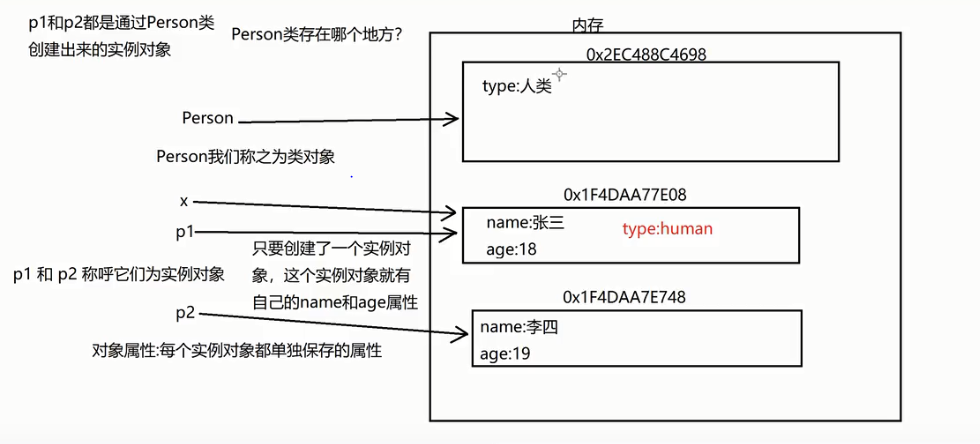 p1和p2都是通过Person类
创建出来的实例对象
Person类存在哪个地方?
内存
0x2EC488C4698
type:人类
Person
Person我们称之为类对象
0x1F4DAA77E08
x
name:张三
type:human
p1
age:18
只要创建了一个实例对
象，这个实例对象就有
自己的name和age属性
p1 和 p2 称呼它们为实例对象
0x1F4DAA7E748
p2
name:李四
age:19
对象属性:每个实例对象都单独保存的属性